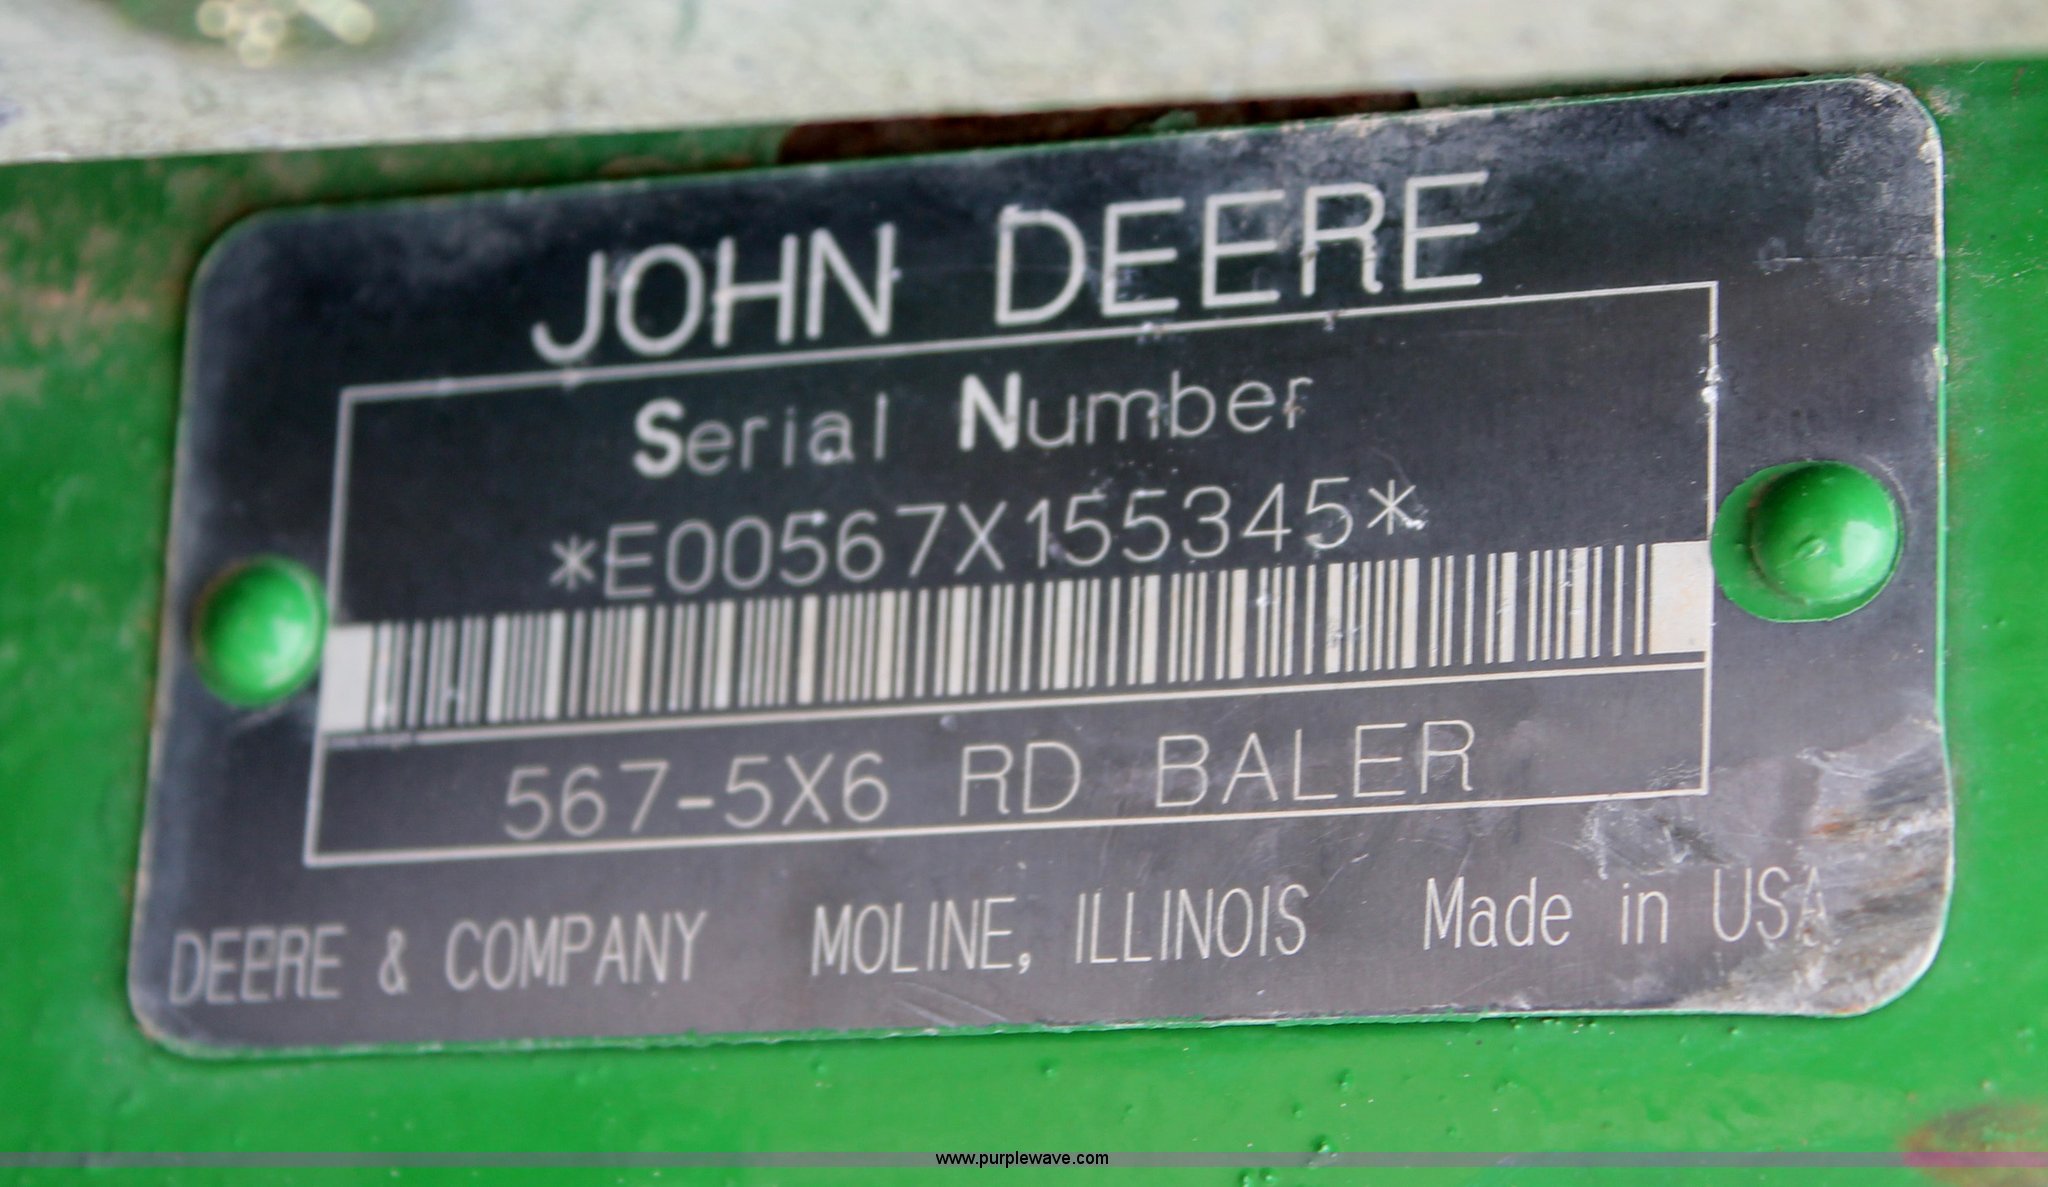 JOHN DEERE
Serial Number
*E00567X155345*
567-5X6 RD BALER
DEERE & COMPANY MOLINE, ILLINOIS Made in USA
www.purplewave.com